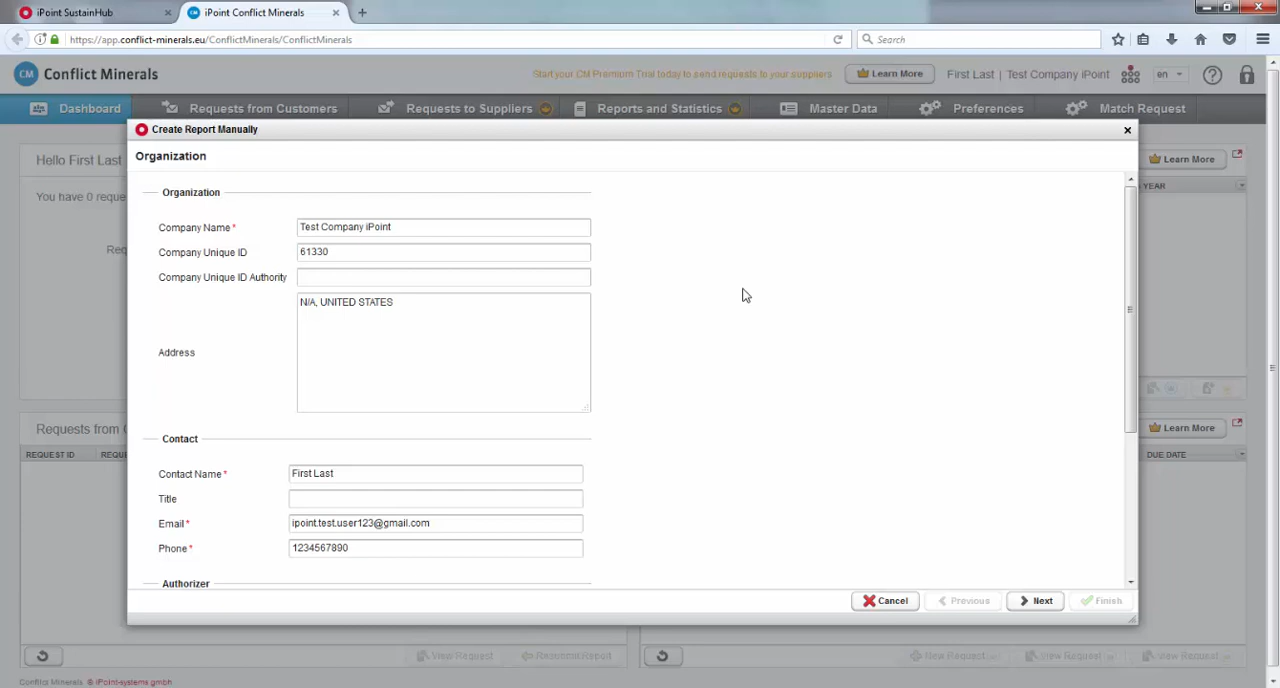 iPoint SustainHub
iPoint Conflict Minerals
https://app.conflict-minerals.eu/ConflictMinerals/ConflictMinerals
Search
CM Conflict Minerals
Start your CM Premium Trial today to send requests to your suppliers
Learn More
First Last | Test Company iPoint
en
Dashboard
Requests from Customers
Requests to Suppliers
Reports and Statistics
Master Data
Preferences
Match Request
Create Report Manually
Organization
Hello First Last
Learn More
You have 0 reque
YEAR
Req
Organization
Company Name*
Test Company iPoint
Company Unique ID
61330
Company Unique ID Authority
Address
N/A, UNITED STATES
Contact
Contact Name*
First Last
Title
Email*
ipoint.test.user123@gmail.com
Phone*
1234567890
Authorizer
Requests from C
Learn More
REQUEST ID
REQUE
DUE DATE
Cancel
Previous
Next
Finish
View Request
Respond Report
New Request
View Request
View Request
Conflict Minerals © iPoint-systems gmbh